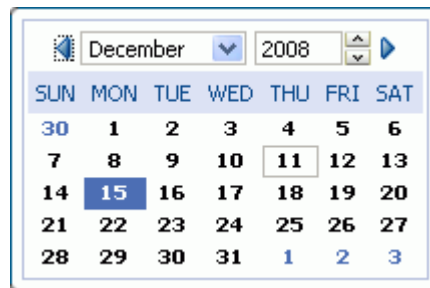 December 2008
SUN MON TUE WED THU FRI SAT
30 1 2 3 4 5 6
7 8 9 10 11 12 13
14 15 16 17 18 19 20
21 22 23 24 25 26 27
28 29 30 31 1 2 3